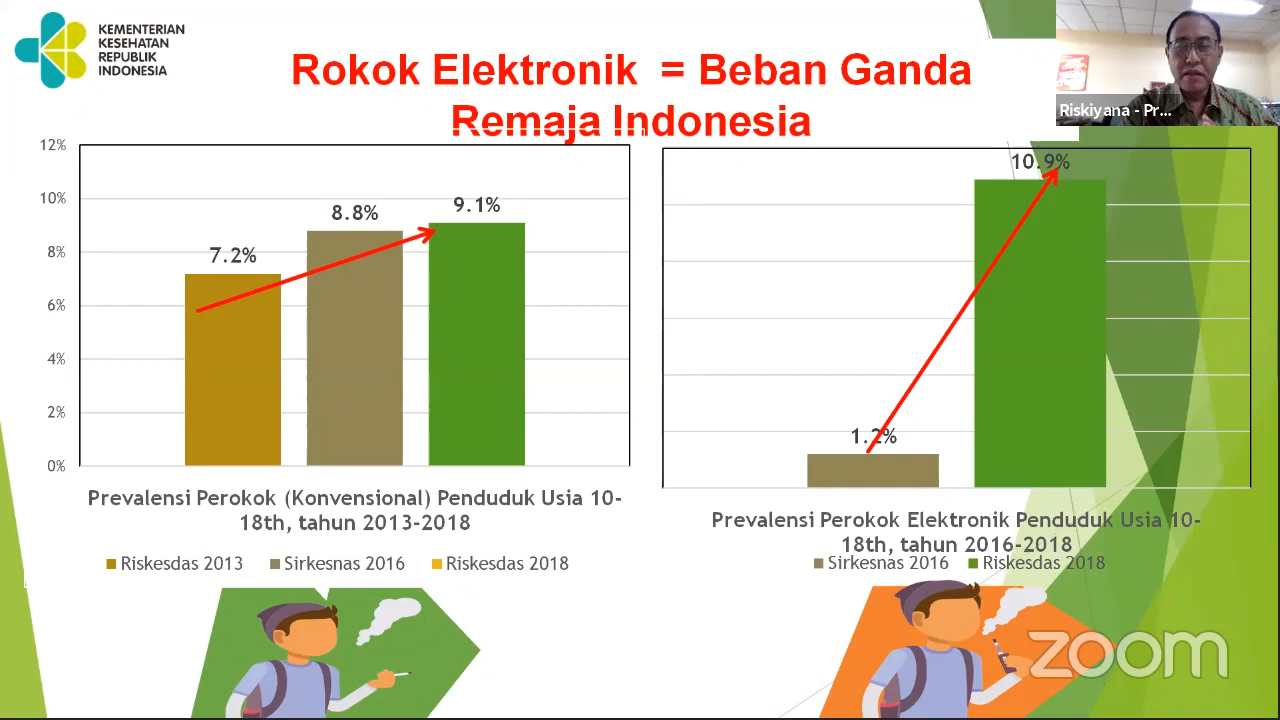 KEMENTERIAN
KESEHATAN
REPUBLIK
INDONESIA
Rokok Elektronik = Beban Ganda
Remaja Indonesia
Riskiyana - Pr...
12%
10%
8%
6%
4%
2%
0%
7.2%
8.8%
9.1%
Prevalensi Perokok (Konvensional) Penduduk Usia 10-
18th, tahun 2013-2018
Riskesdas 2013
Sirkesnas 2016
Riskesdas 2018
1.2%
10.9%
Prevalensi Perokok Elektronik Penduduk Usia 10-
18th, tahun 2016-2018
Sirkesnas 2016
Riskesdas 2018
zoom